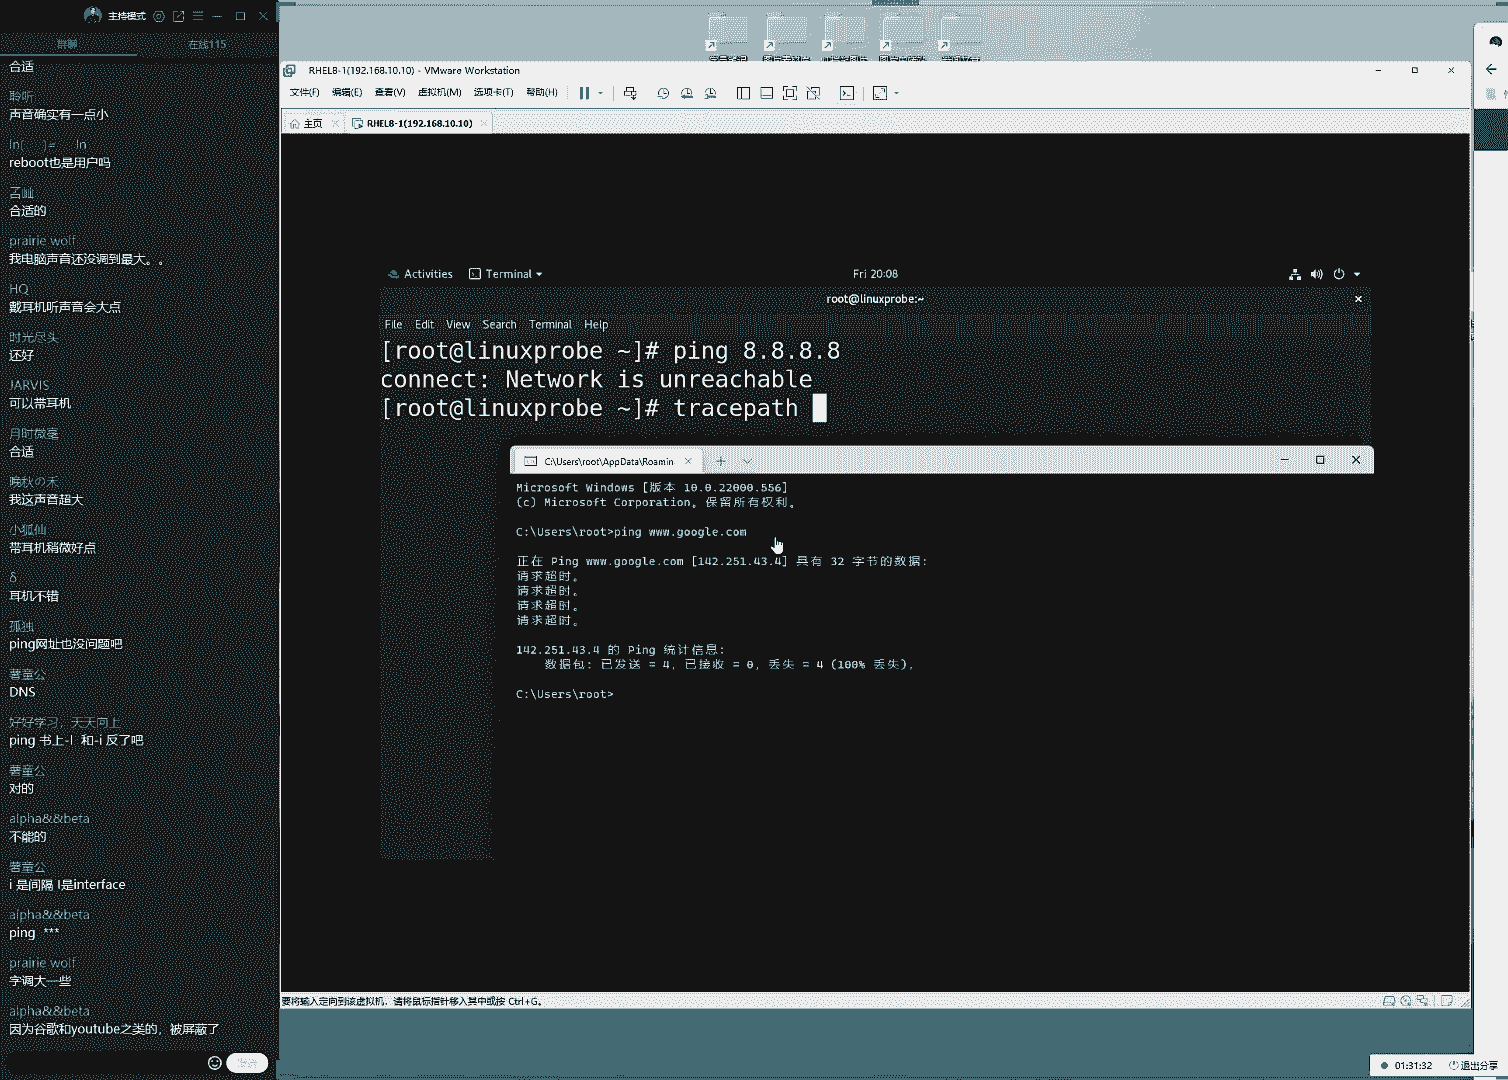 主持模式
在线115
合适
聆听
声音确实有一点小
reboot也是用户吗
合适的
prairie wolf
我电脑声音还没调到最大。。
HQ
戴耳机听声音会大点
时光尽头
还好
JARVIS
可以带耳机
月时微毫
合适
晚秋の禾
我这声音超大
小狐仙
带耳机稍微好点
δ
耳机不错
孤独
ping网址也没问题吧
薯童公
DNS
好好学习，天天向上
ping 书上-I 和-i 反了吧
薯童公
对的
alpha&&beta
不能的
薯童公
i 是间隔 I是interface
alpha&&beta
ping ***
prairie wolf
字调大一些
alpha&&beta
因为谷歌和youtube之类的，被屏蔽了
RHEL8-1(192.168.10.10) - VMware Workstation
文件(F) 编辑(E) 查看(V) 虚拟机(M) 选项卡(T) 帮助(H)
主页 RHEL8-1(192.168.10.10)
Activities Terminal Fri 20:08
root@linuxprobe:~
File Edit View Search Terminal Help
[root@linuxprobe ~]# ping 8.8.8.8
connect: Network is unreachable
[root@linuxprobe ~]# tracepath
C:\Users\root\AppData\Roamin
Microsoft Windows [版本 10.0.22000.556]
(c) Microsoft Corporation。保留所有权利。
C:\Users\root>ping www.google.com
正在 Ping www.google.com [142.251.43.4] 具有 32 字节的数据:
请求超时。
请求超时。
请求超时。
请求超时。
142.251.43.4 的 Ping 统计信息:
数据包: 已发送 = 4，已接收 = 0，丢失 = 4 (100% 丢失)，
C:\Users\root>
要将输入定向到该虚拟机，请将鼠标指针移入其中或按 Ctrl+G。
01:31:32 退出分享